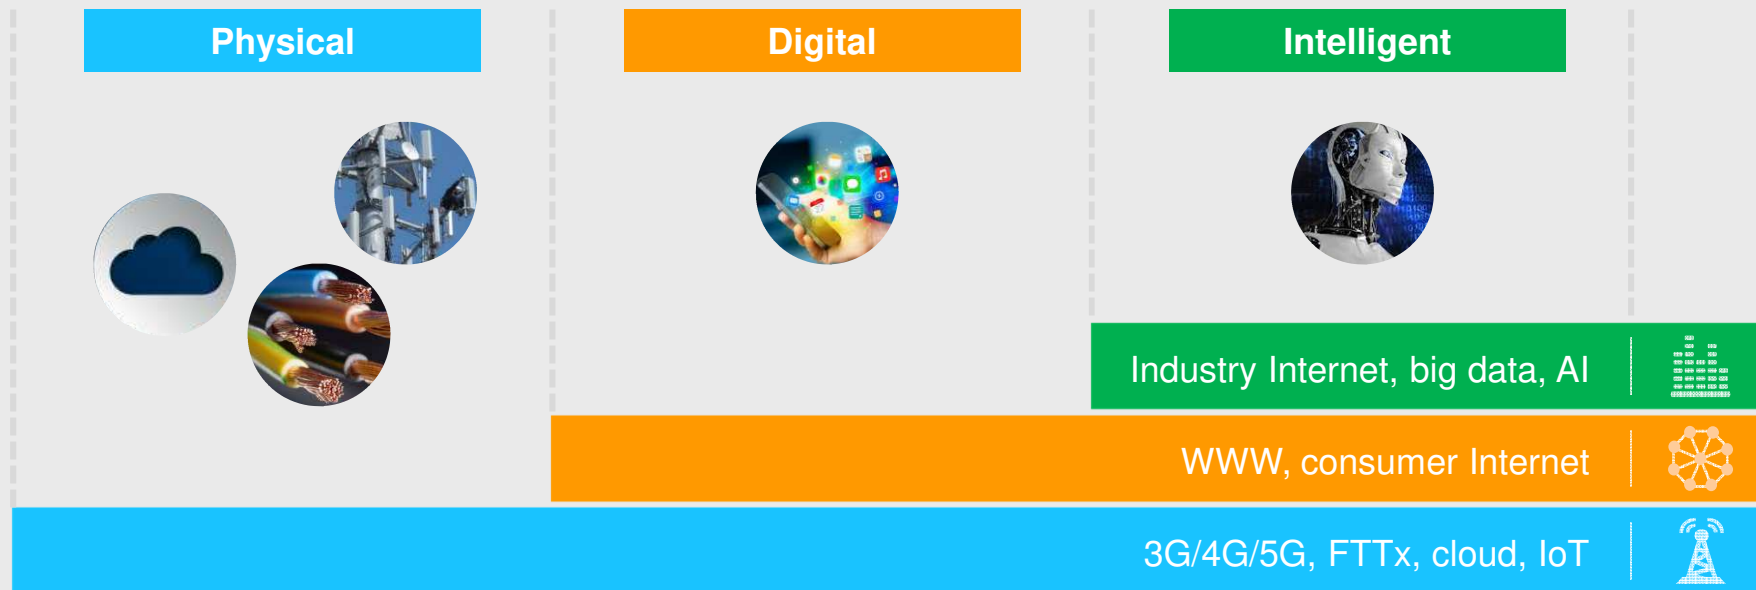 Physical
Digital
Intelligent
Industry Internet, big data, AI
WWW, consumer Internet
3G/4G/5G, FTTx, cloud, IoT